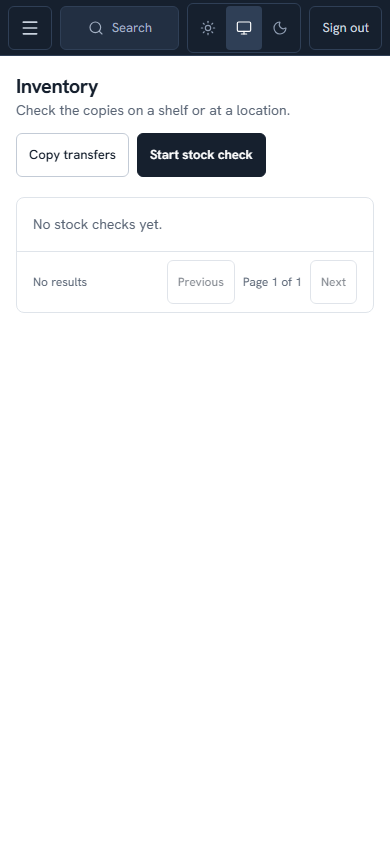 Search
Sign out
Inventory
Check the copies on a shelf or at a location.
Copy transfers
Start stock check
No stock checks yet.
No results
Previous
Page 1 of 1
Next